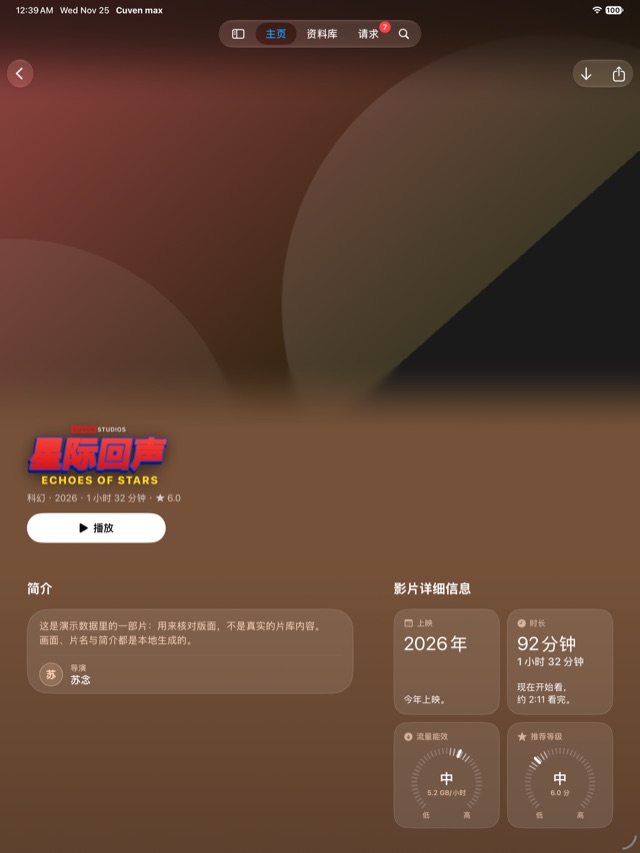 12:39 AM Wed Nov 25 Cuven max
100
主页 资料库 请求 7
STUDIOS
星际回声
ECHOES OF STARS
科幻 · 2026 · 1 小时 32 分钟 · ★ 6.0
播放
简介
这是演示数据里的一部片：用来核对版面，不是真实的片库内容。
画面、片名与简介都是本地生成的。
苏
导演
苏念
影片详细信息
上映
2026 年
今年上映。
时长
92 分钟
1 小时 32 分钟
现在开始看，
约 2:11 看完。
流量能效
中
5.2 GB/小时
低 高
推荐等级
中
6.0 分
低 高